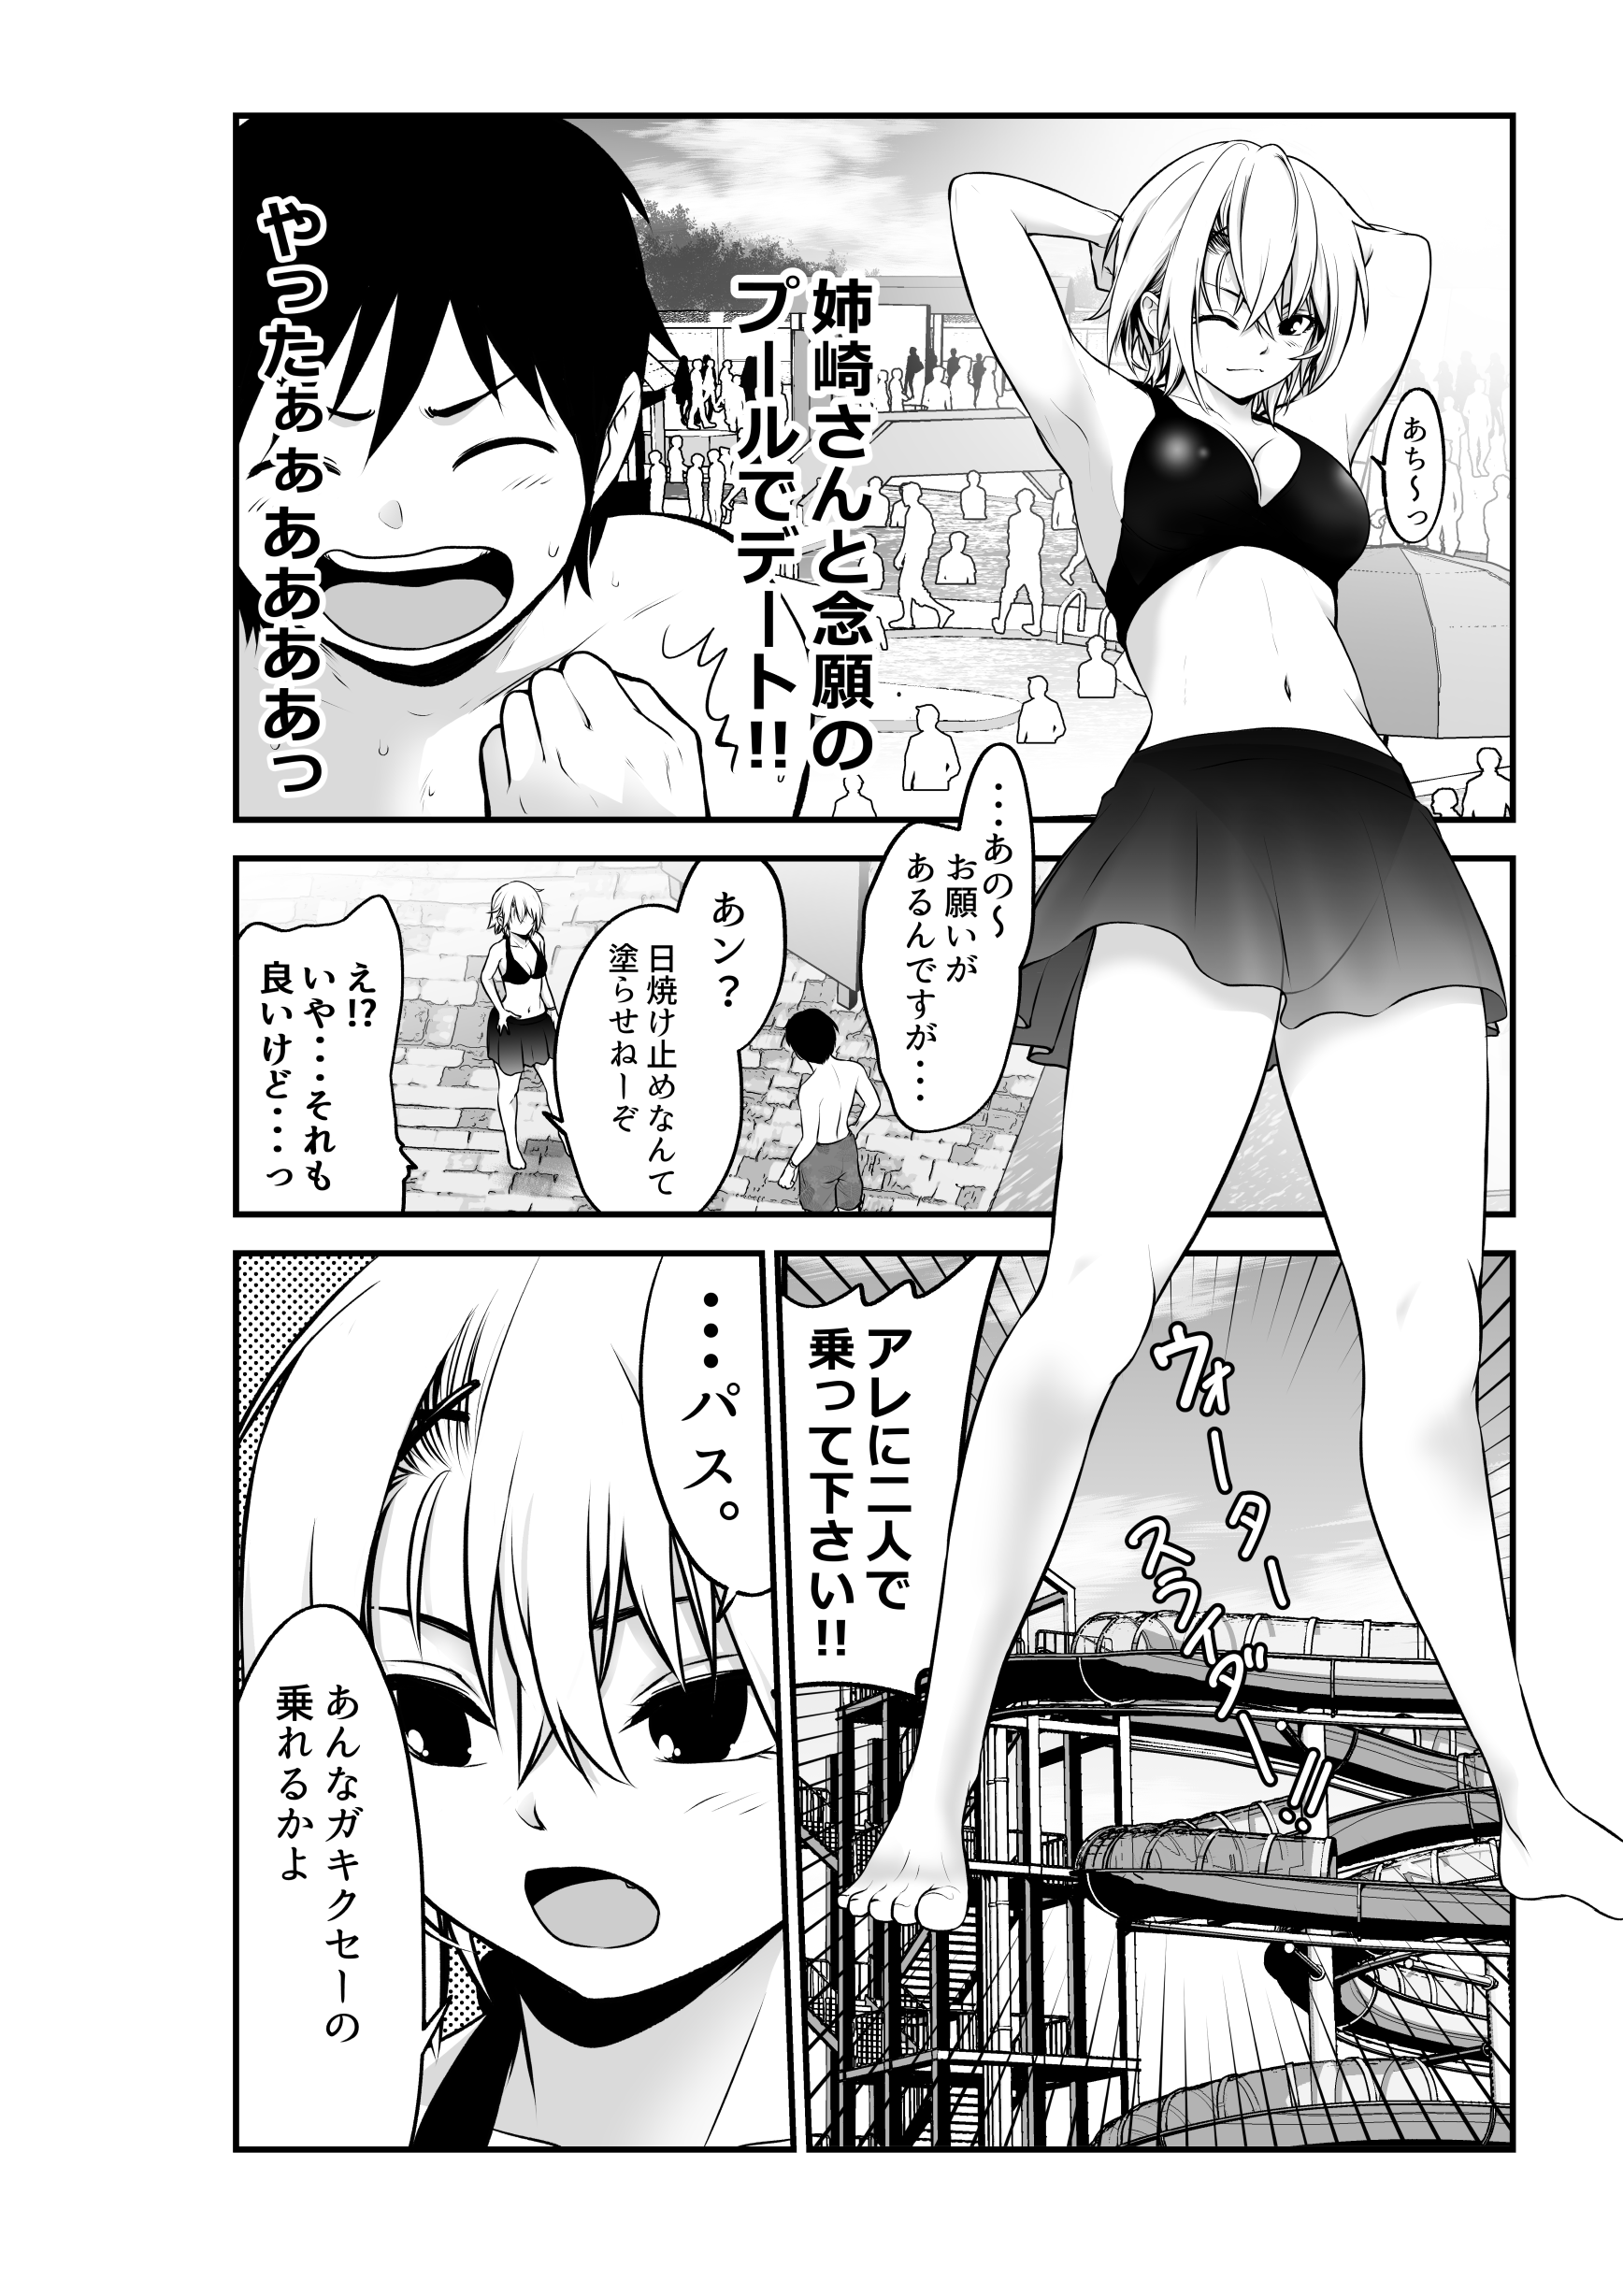 あち〜っ
姉崎さんと念願の
プールでデート!!
やったぁぁぁああああっ
・・・あの〜
お願いが
あるんですが・・・
あン？
日焼け止めなんて
塗らせねーぞ
え!?
いや・・・それも
良いけど・・・っ
ウォーター
スライダー!!!
アレに二人で
乗って下さい!!
・・・パス。
あんなガキクセーの
乗れるかよ